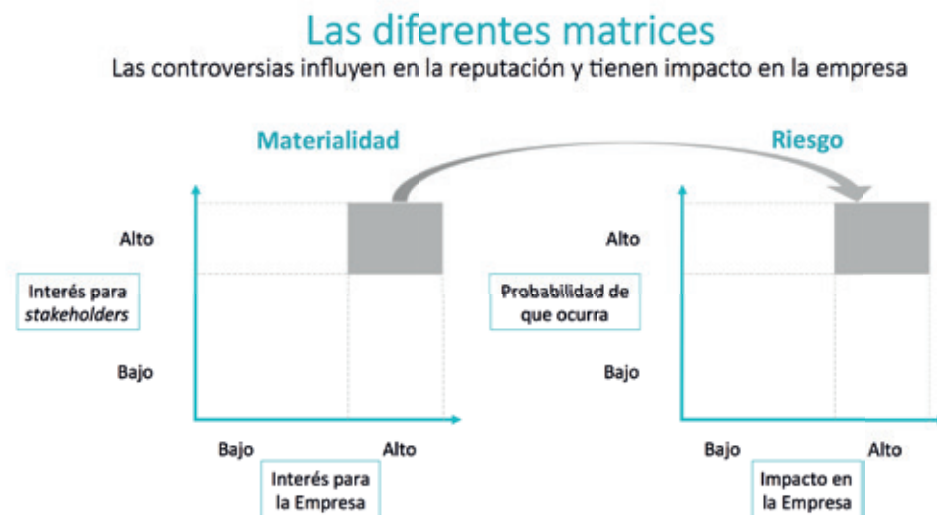 Las diferentes matrices
Las controversias influyen en la reputación y tienen impacto en la empresa
Materialidad
Riesgo
Alto
Interés para
stakeholders
Bajo
Bajo
Alto
Interés para
la Empresa
Alto
Probabilidad de
que ocurra
Bajo
Bajo
Alto
Impacto en
la Empresa